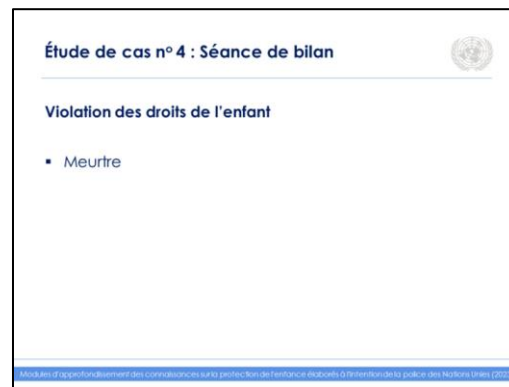 Étude de cas nᵒ 4 : Séance de bilan
Violation des droits de l'enfant
▪ Meurtre
Modules d'approfondissement des connaissances sur la protection de l'enfance élaborés à l'intention de la police des Nations Unies (202